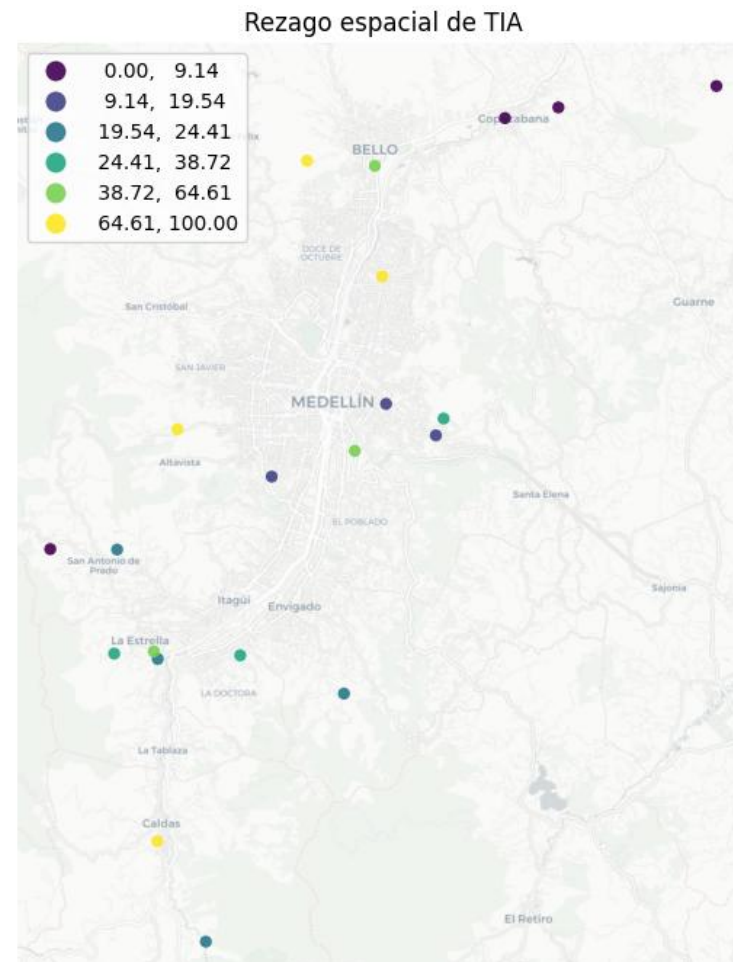 Rezago espacial de TIA
0.00, 9.14
9.14, 19.54
19.54, 24.41
24.41, 38.72
38.72, 64.61
64.61, 100.00
BELLO
DOCE DE
OCTUBRE
San Cristóbal
Guarne
SAN JAVIER
MEDELLÍN
Altavista
Santa Elena
EL POBLADO
San Antonio de
Prado
Sajonia
Itagüí
Envigado
La Estrella
LA DOCTORA
La Tablaza
Caldas
El Retiro